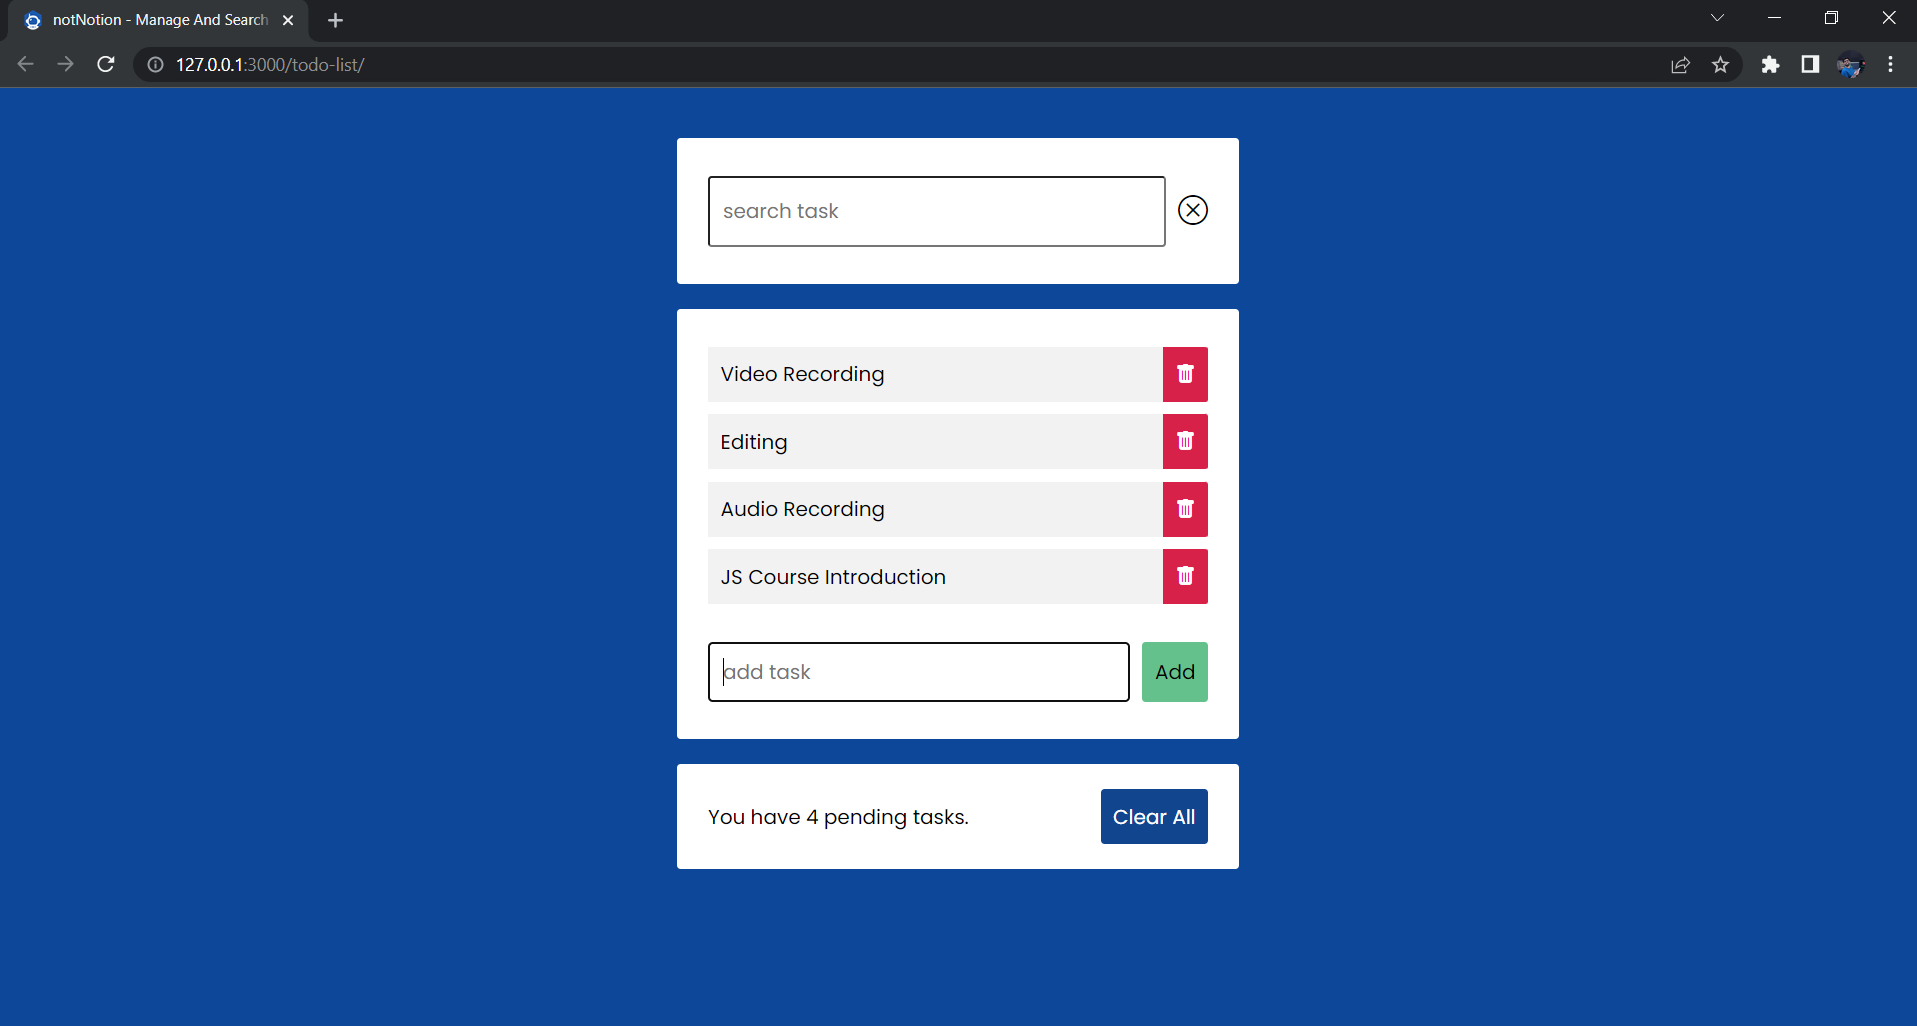 notNotion - Manage And Search
127.0.0.1:3000/todo-list/
search task
Video Recording
Editing
Audio Recording
JS Course Introduction
add task
Add
You have 4 pending tasks.
Clear All